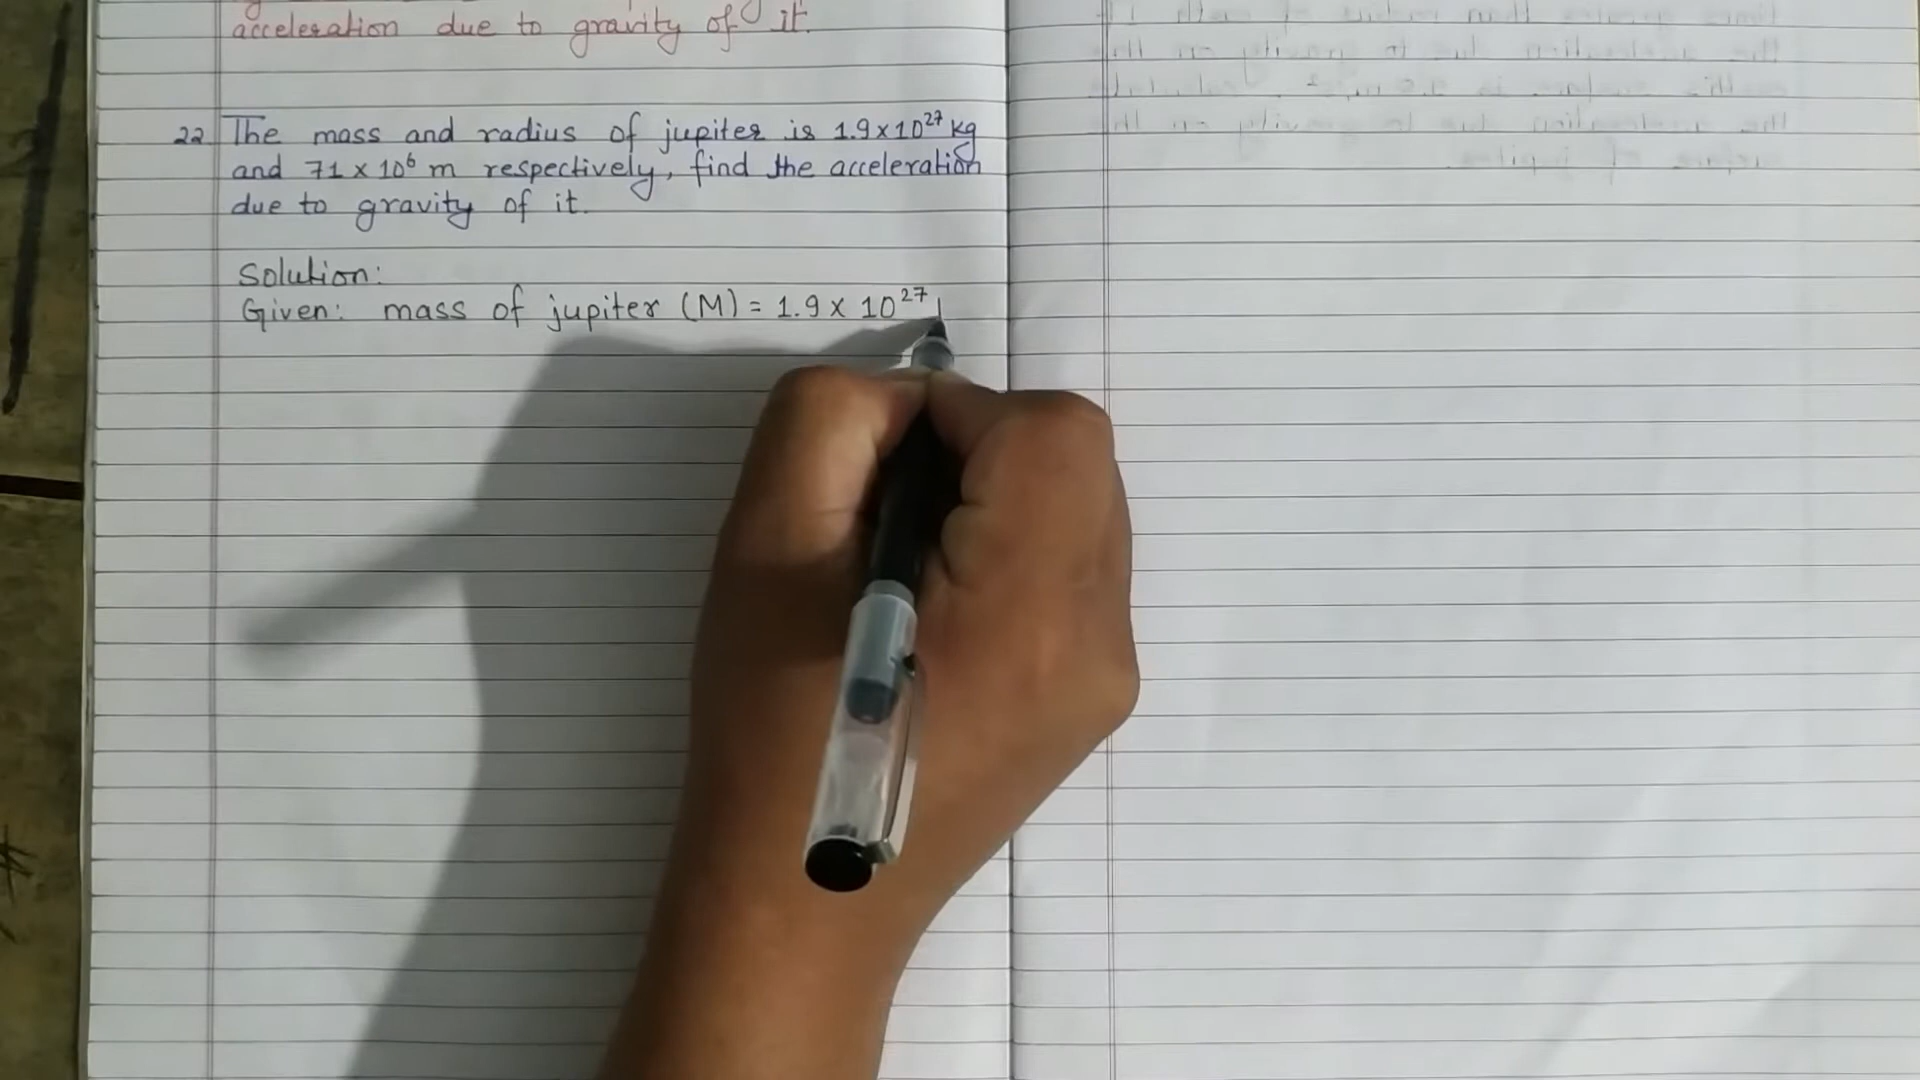 acceleration due to gravity of it.
22. The mass and radius of jupiter is 1.9 x 10²⁷ kg
and 71 x 10⁶ m respectively, find the acceleration
due to gravity of it.
Solution:
Given: mass of jupiter (M) = 1.9 x 10²⁷